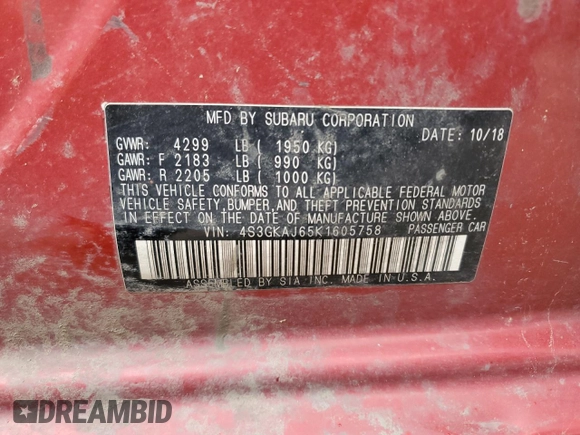 MFD BY SUBARU CORPORATION
DATE: 10/18
GVWR: 4299 LB ( 1950 KG)
GAWR: F 2183 LB ( 990 KG)
GAWR: R 2205 LB ( 1000 KG)
THIS VEHICLE CONFORMS TO ALL APPLICABLE FEDERAL MOTOR
VEHICLE SAFETY, BUMPER, AND THEFT PREVENTION STANDARDS
IN EFFECT ON THE DATE OF MANUFACTURE SHOWN ABOVE.
VIN: 4S3GKAJ65K1605758 PASSENGER CAR
ASSEMBLED BY SIA INC. MADE IN U.S.A.
DREAMBID